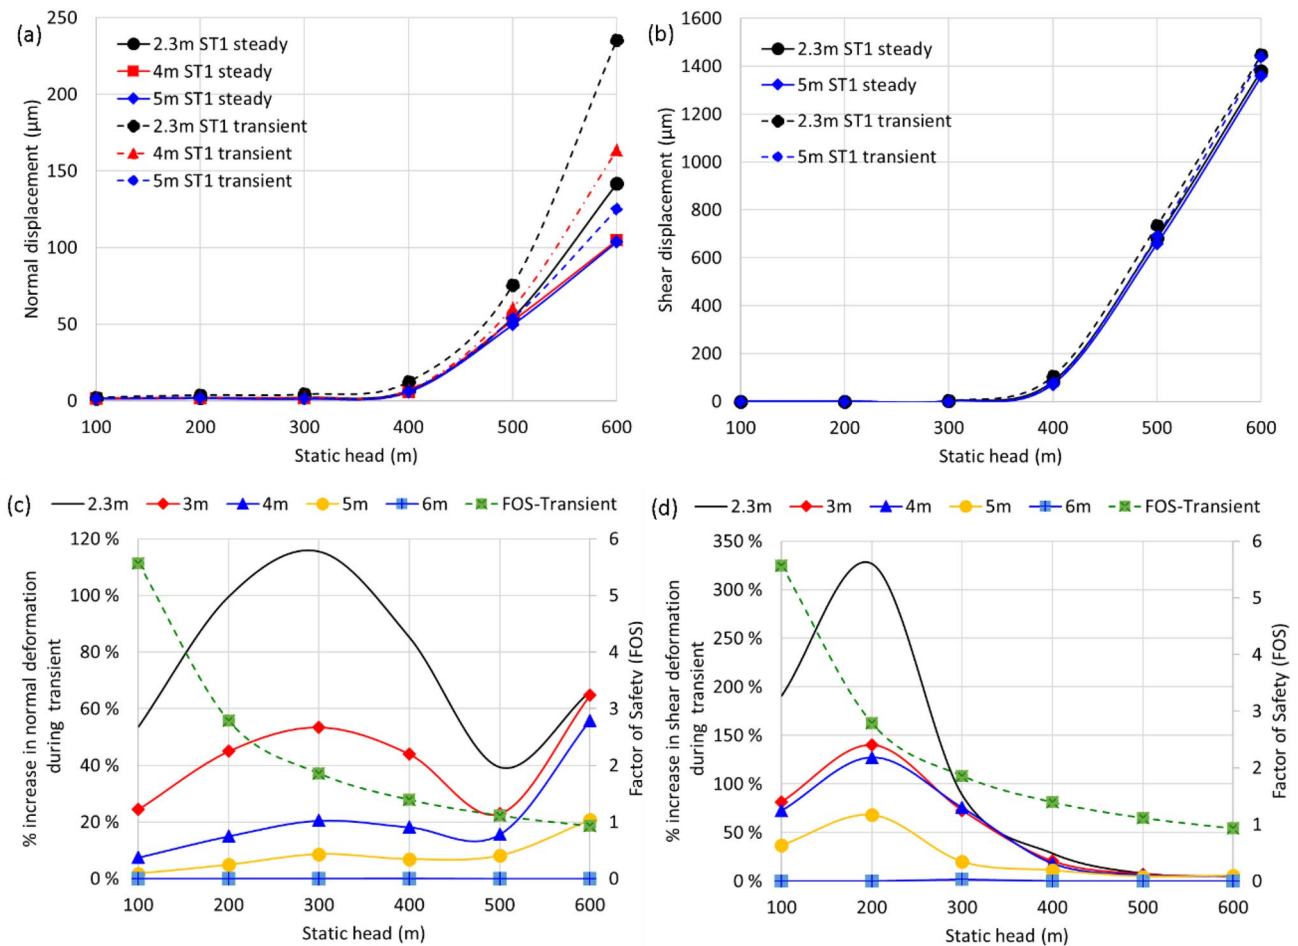 (a)
2.3m ST1 steady
4m ST1 steady
5m ST1 steady
2.3m ST1 transient
4m ST1 transient
5m ST1 transient
Normal displacement (µm)
250
200
150
100
50
0
100 200 300 400 500 600
Static head (m)
(b)
2.3m ST1 steady
5m ST1 steady
2.3m ST1 transient
5m ST1 transient
Shear displacement (µm)
1600
1400
1200
1000
800
600
400
200
0
100 200 300 400 500 600
Static head (m)
(c)
2.3m 3m 4m 5m 6m FOS-Transient
% increase in normal deformation
during transient
120 %
100 %
80 %
60 %
40 %
20 %
0 %
6
5
4
3
2
1
0
Factor of Safety (FOS)
100 200 300 400 500 600
Static head (m)
(d)
2.3m 3m 4m 5m 6m FOS-Transient
% increase in shear deformation
during transient
350 %
300 %
250 %
200 %
150 %
100 %
50 %
0 %
6
5
4
3
2
1
0
Factor of Safety (FOS)
100 200 300 400 500 600
Static head (m)